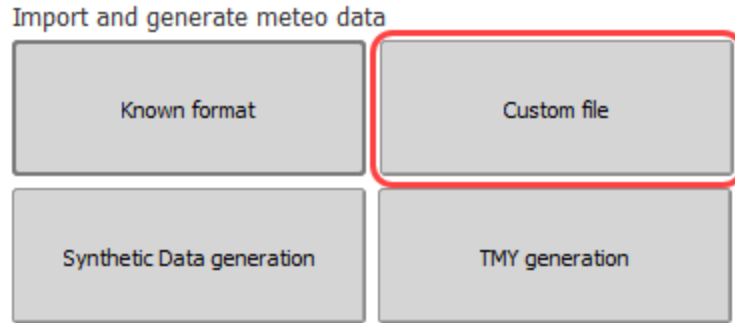 Import and generate meteo data
Known format
Custom file
Synthetic Data generation
TMY generation